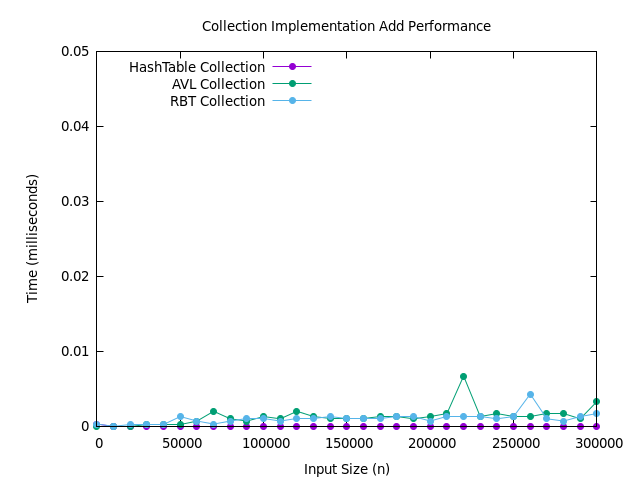 Collection Implementation Add Performance
0.05
0.04
0.03
0.02
0.01
0
Time (milliseconds)
HashTable Collection
AVL Collection
RBT Collection
0 50000 100000 150000 200000 250000 300000
Input Size (n)